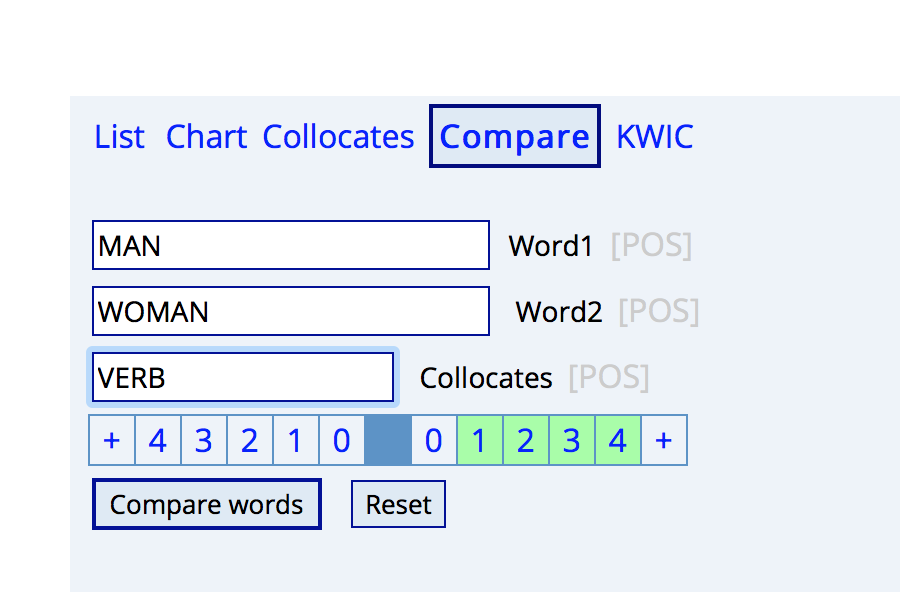 List Chart Collocates Compare KWIC
MAN Word1 [POS]
WOMAN Word2 [POS]
VERB Collocates [POS]
+ 4 3 2 1 0 0 1 2 3 4 +
Compare words Reset